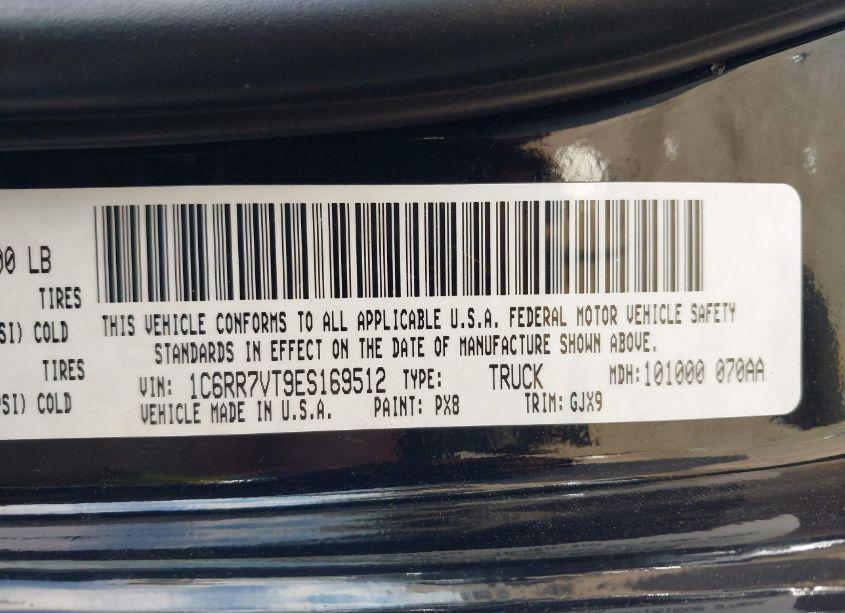 00 LB
TIRES
SI) COLD
TIRES
PSI) COLD
THIS VEHICLE CONFORMS TO ALL APPLICABLE U.S.A. FEDERAL MOTOR VEHICLE SAFETY
STANDARDS IN EFFECT ON THE DATE OF MANUFACTURE SHOWN ABOVE.
VIN: 1C6RR7VT9ES169512 TYPE: TRUCK MDH: 101000 070AA
VEHICLE MADE IN U.S.A. PAINT: PX8 TRIM: GJX9